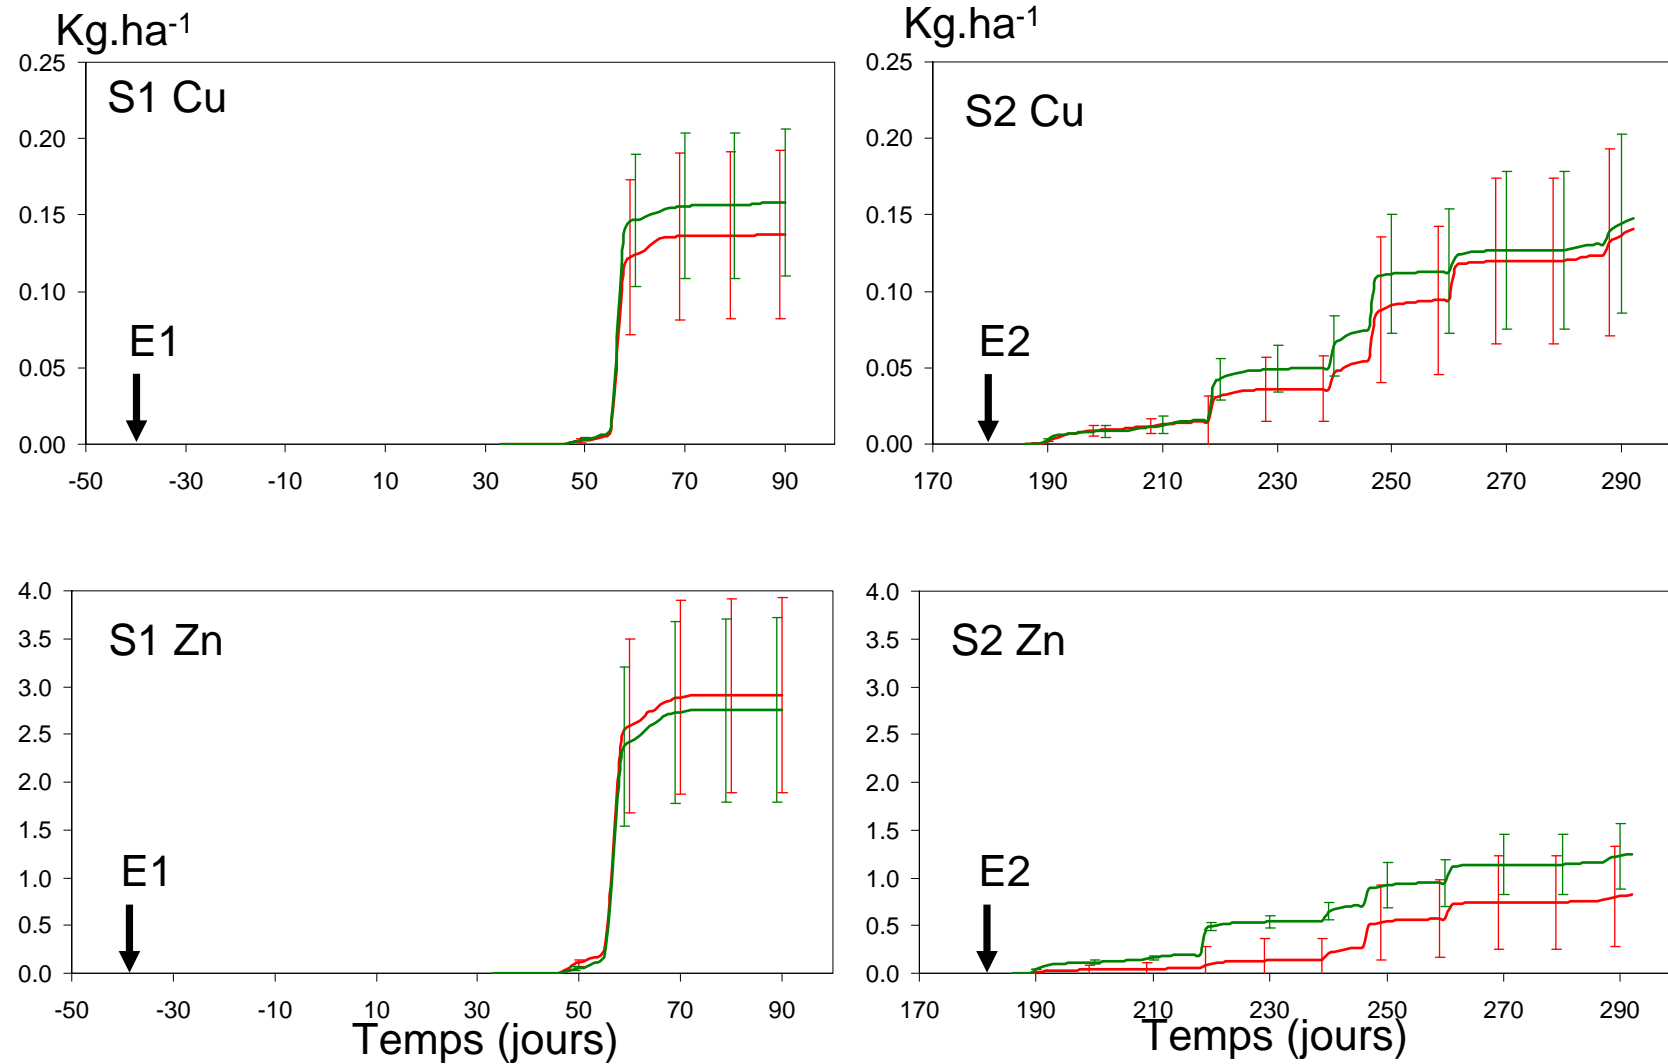 Kg.ha-1
0.25
0.20
0.15
0.10
0.05
0.00
S1 Cu
E1
-50 -30 -10 10 30 50 70 90
Kg.ha-1
0.25
0.20
0.15
0.10
0.05
0.00
S2 Cu
E2
170 190 210 230 250 270 290
4.0
3.5
3.0
2.5
2.0
1.5
1.0
0.5
0.0
S1 Zn
E1
-50 -30 -10 10 30 50 70 90
Temps (jours)
4.0
3.5
3.0
2.5
2.0
1.5
1.0
0.5
0.0
S2 Zn
E2
170 190 210 230 250 270 290
Temps (jours)